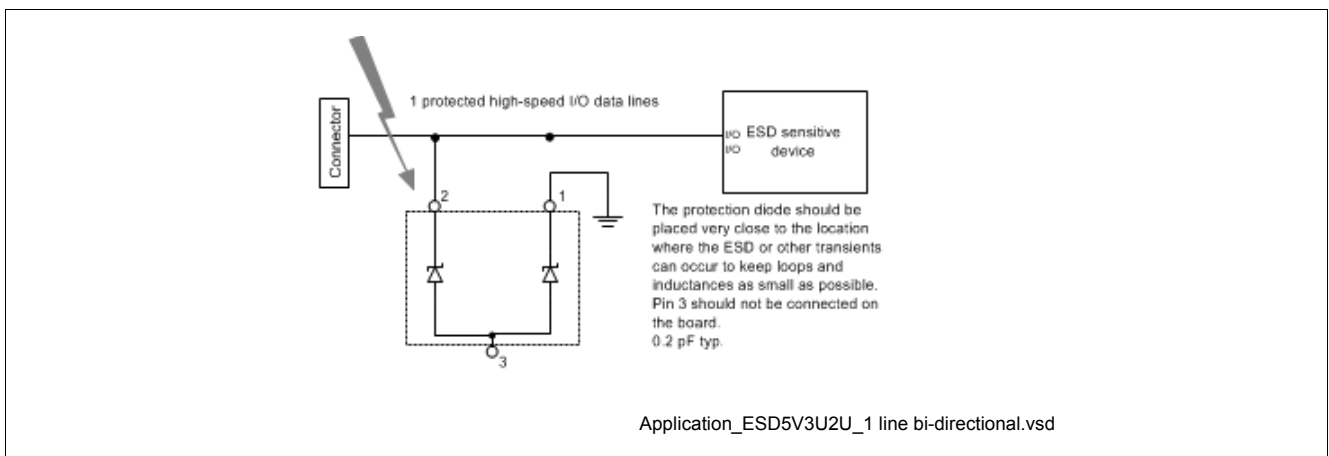 1 protected high-speed I/O data lines
Connector
I/O
I/O
ESD sensitive
device
2
1
3
The protection diode should be
placed very close to the location
where the ESD or other transients
can occur to keep loops and
inductances as small as possible.
Pin 3 should not be connected on
the board.
0.2 pF typ.
Application_ESD5V3U2U_1 line bi-directional.vsd